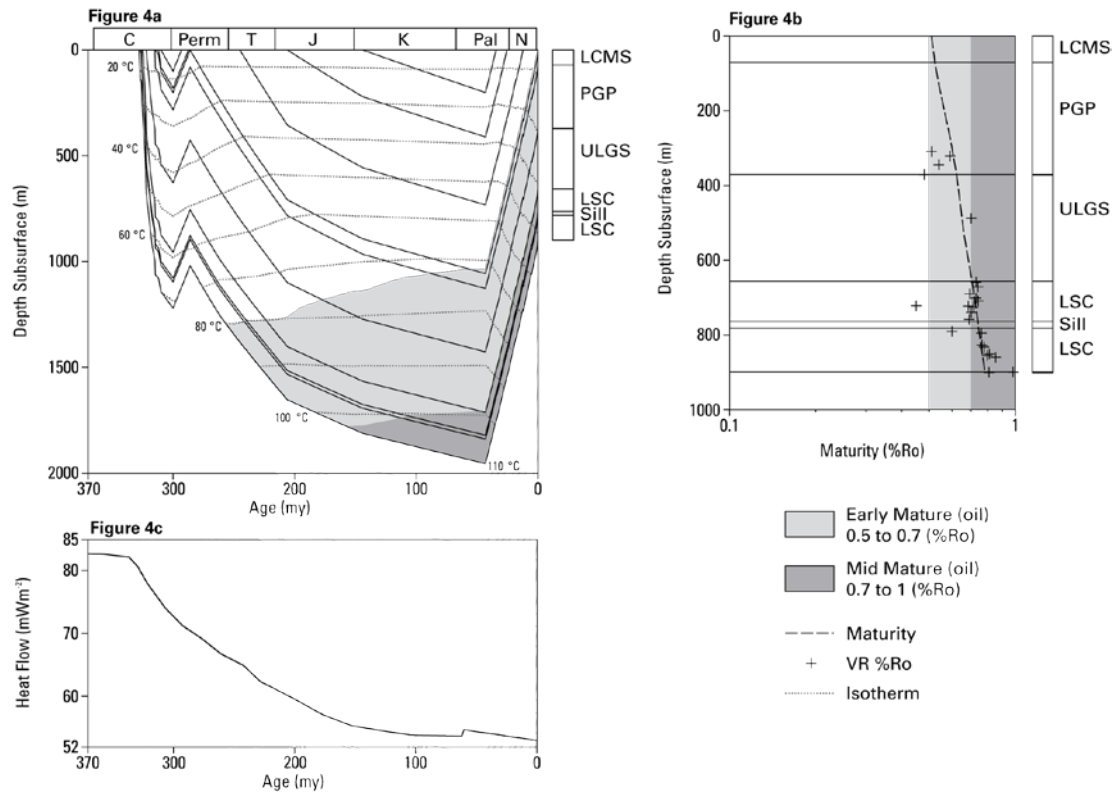 Figure 4a
C Perm T J K Pal N
0
500
1000
1500
2000
Depth Subsurface (m)
20 °C
40 °C
60 °C
80 °C
100 °C
110 °C
370 300 200 100 0
Age (my)
LCMS
PGP
ULGS
LSC
Sill
LSC
Figure 4b
0
200
400
600
800
1000
Depth Subsurface (m)
0.1 1
Maturity (%Ro)
LCMS
PGP
ULGS
LSC
Sill
LSC
Figure 4c
85
80
70
60
52
Heat Flow (mWm⁻²)
370 300 200 100 0
Age (my)
Early Mature (oil)
0.5 to 0.7 (%Ro)
Mid Mature (oil)
0.7 to 1 (%Ro)
Maturity
VR %Ro
Isotherm